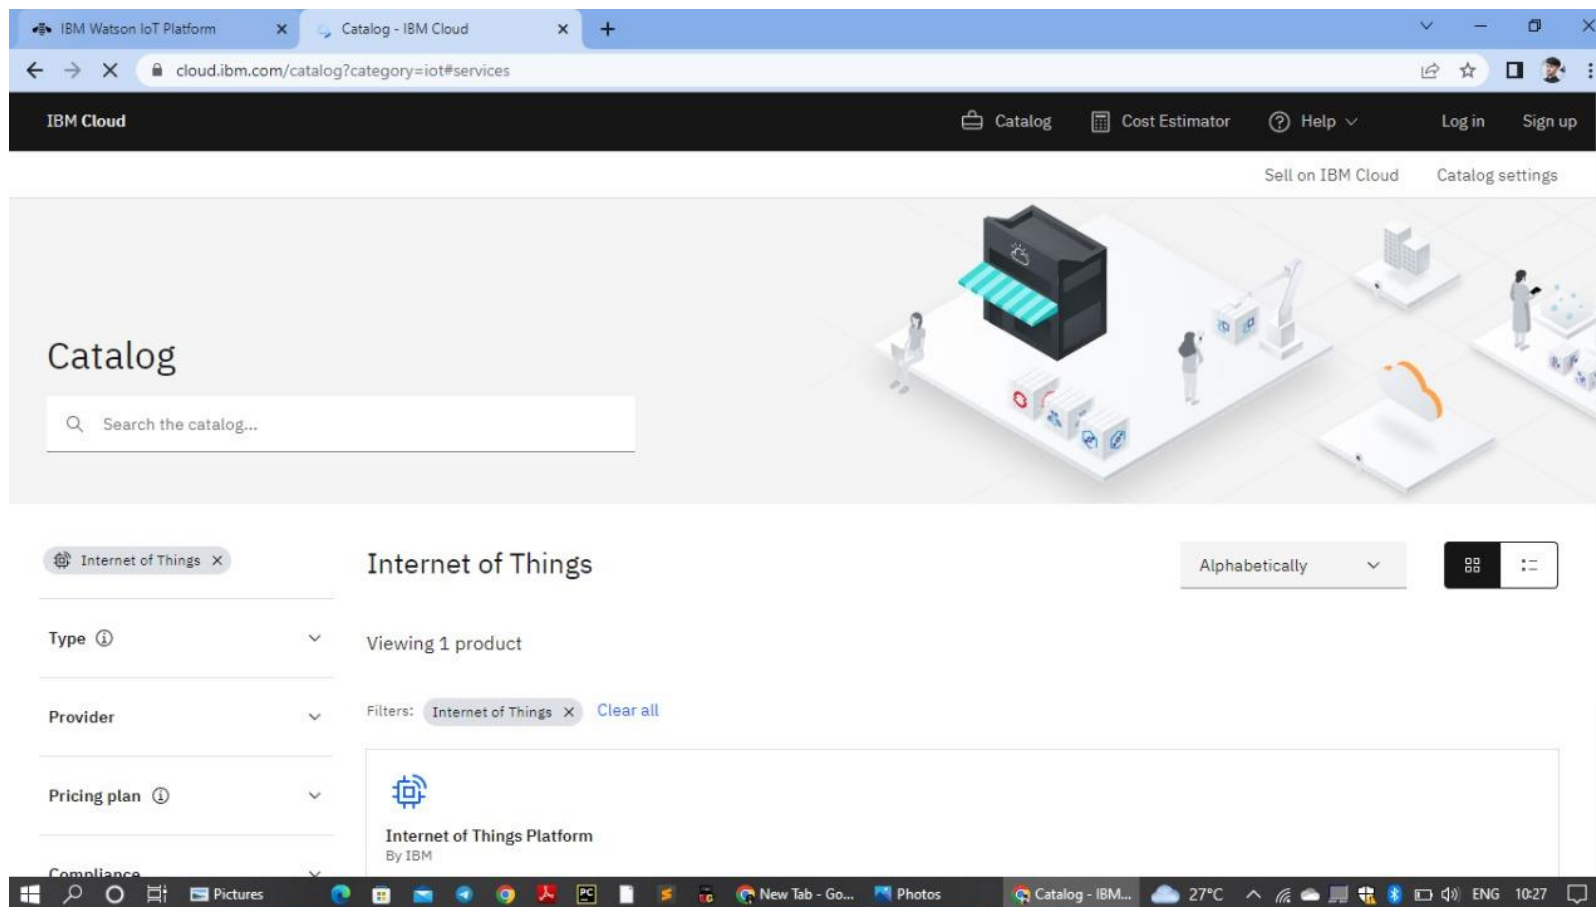 IBM Watson IoT Platform
Catalog - IBM Cloud
cloud.ibm.com/catalog?category=iot#services
IBM Cloud
Catalog
Cost Estimator
Help
Log in
Sign up
Sell on IBM Cloud
Catalog settings
Catalog
Search the catalog...
Internet of Things
Internet of Things
Alphabetically
Type
Viewing 1 product
Provider
Filters: Internet of Things Clear all
Pricing plan
Internet of Things Platform
By IBM
Compliance
Pictures
New Tab - Go...
Photos
Catalog - IBM...
27°C
ENG
10:27